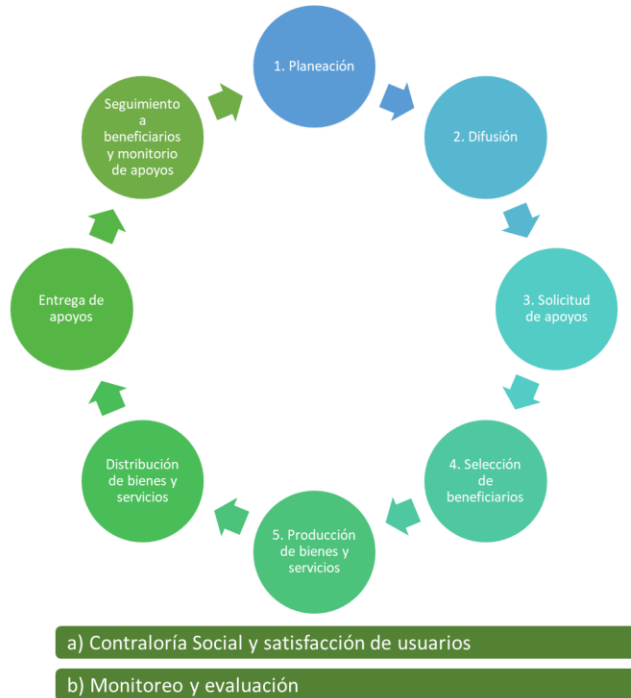 1. Planeación
2. Difusión
3. Solicitud
de apoyos
4. Selección
de
beneficiarios
5. Producción
de bienes y
servicios
Distribución
de bienes y
servicios
Entrega de
apoyos
Seguimiento
a
beneficiarios
y monitorio
de apoyos
a) Contraloría Social y satisfacción de usuarios
b) Monitoreo y evaluación